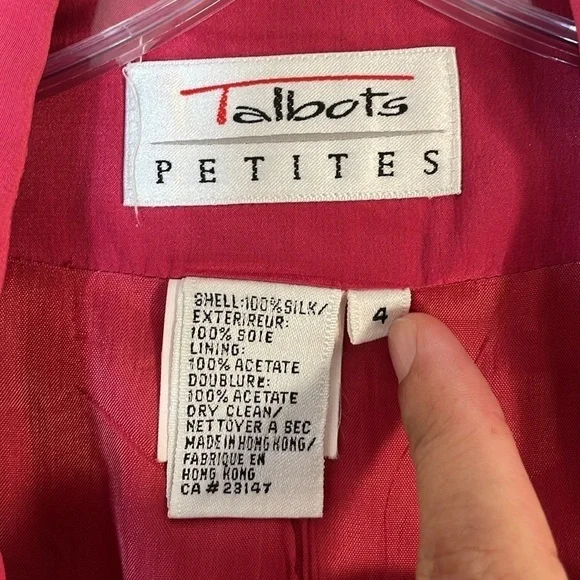 Talbots
PETITES
SHELL:100%SILK/
EXTERIREUR:
100% SOIE
LINING:
100% ACETATE
DOUBLURE:
100% ACETATE
DRY CLEAN/
NETTOYER A SEC
MADE IN HONG KONG/
FABRIQUE EN
HONG KONG
CA # 23147
4